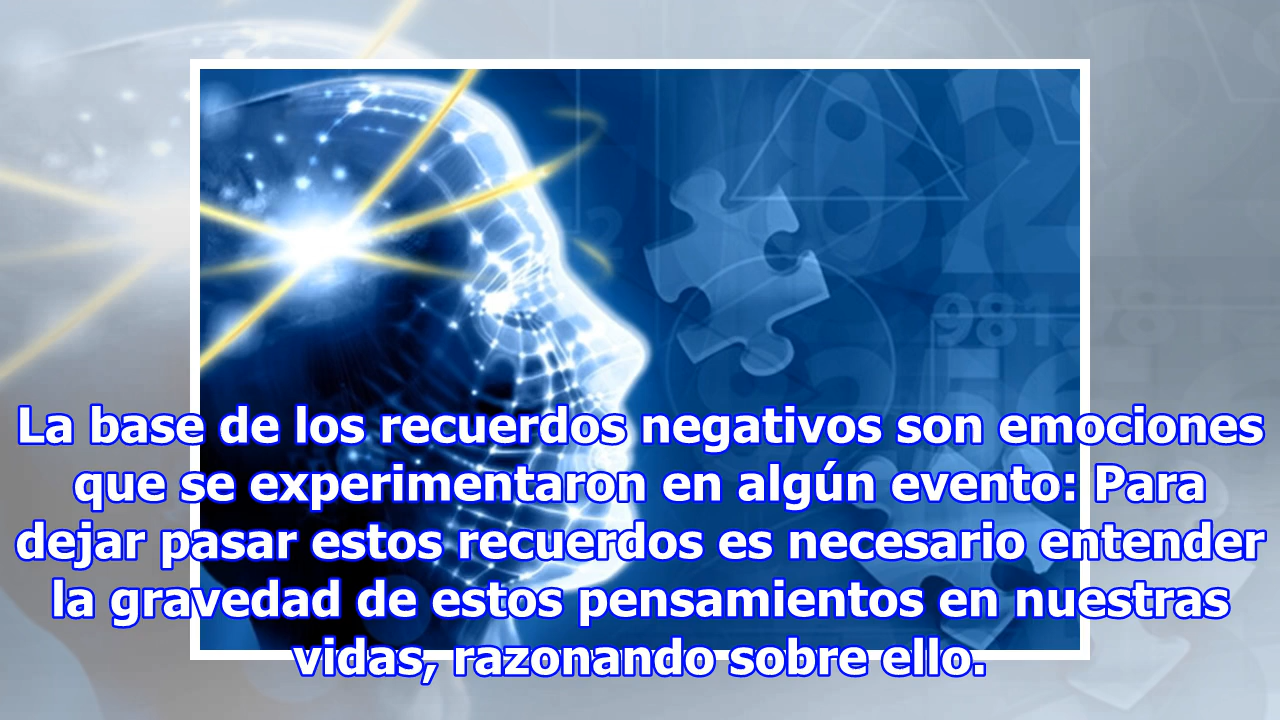 La base de los recuerdos negativos son emociones
que se experimentaron en algún evento: Para
dejar pasar estos recuerdos es necesario entender
la gravedad de estos pensamientos en nuestras
vidas, razonando sobre ello.